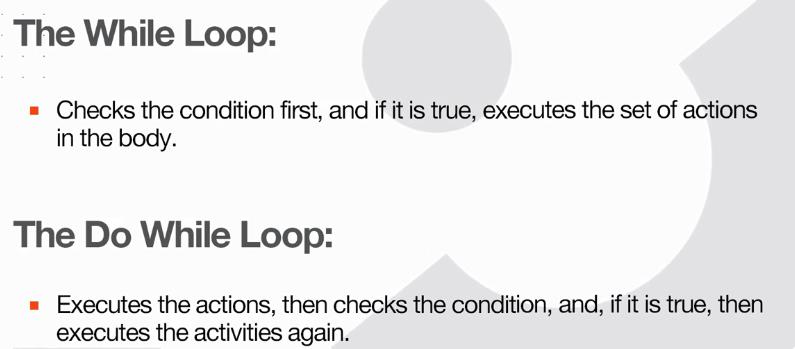 The While Loop:
Checks the condition first, and if it is true, executes the set of actions
in the body.
The Do While Loop:
Executes the actions, then checks the condition, and, if it is true, then
executes the activities again.